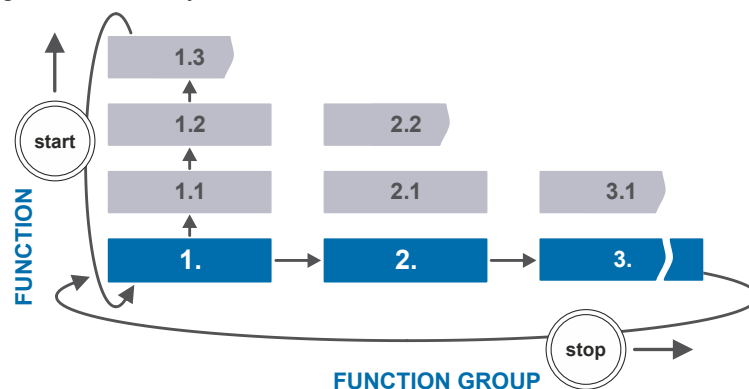 1.3
1.2
2.2
start
1.1
2.1
3.1
FUNCTION
1.
2.
3.
stop
FUNCTION GROUP